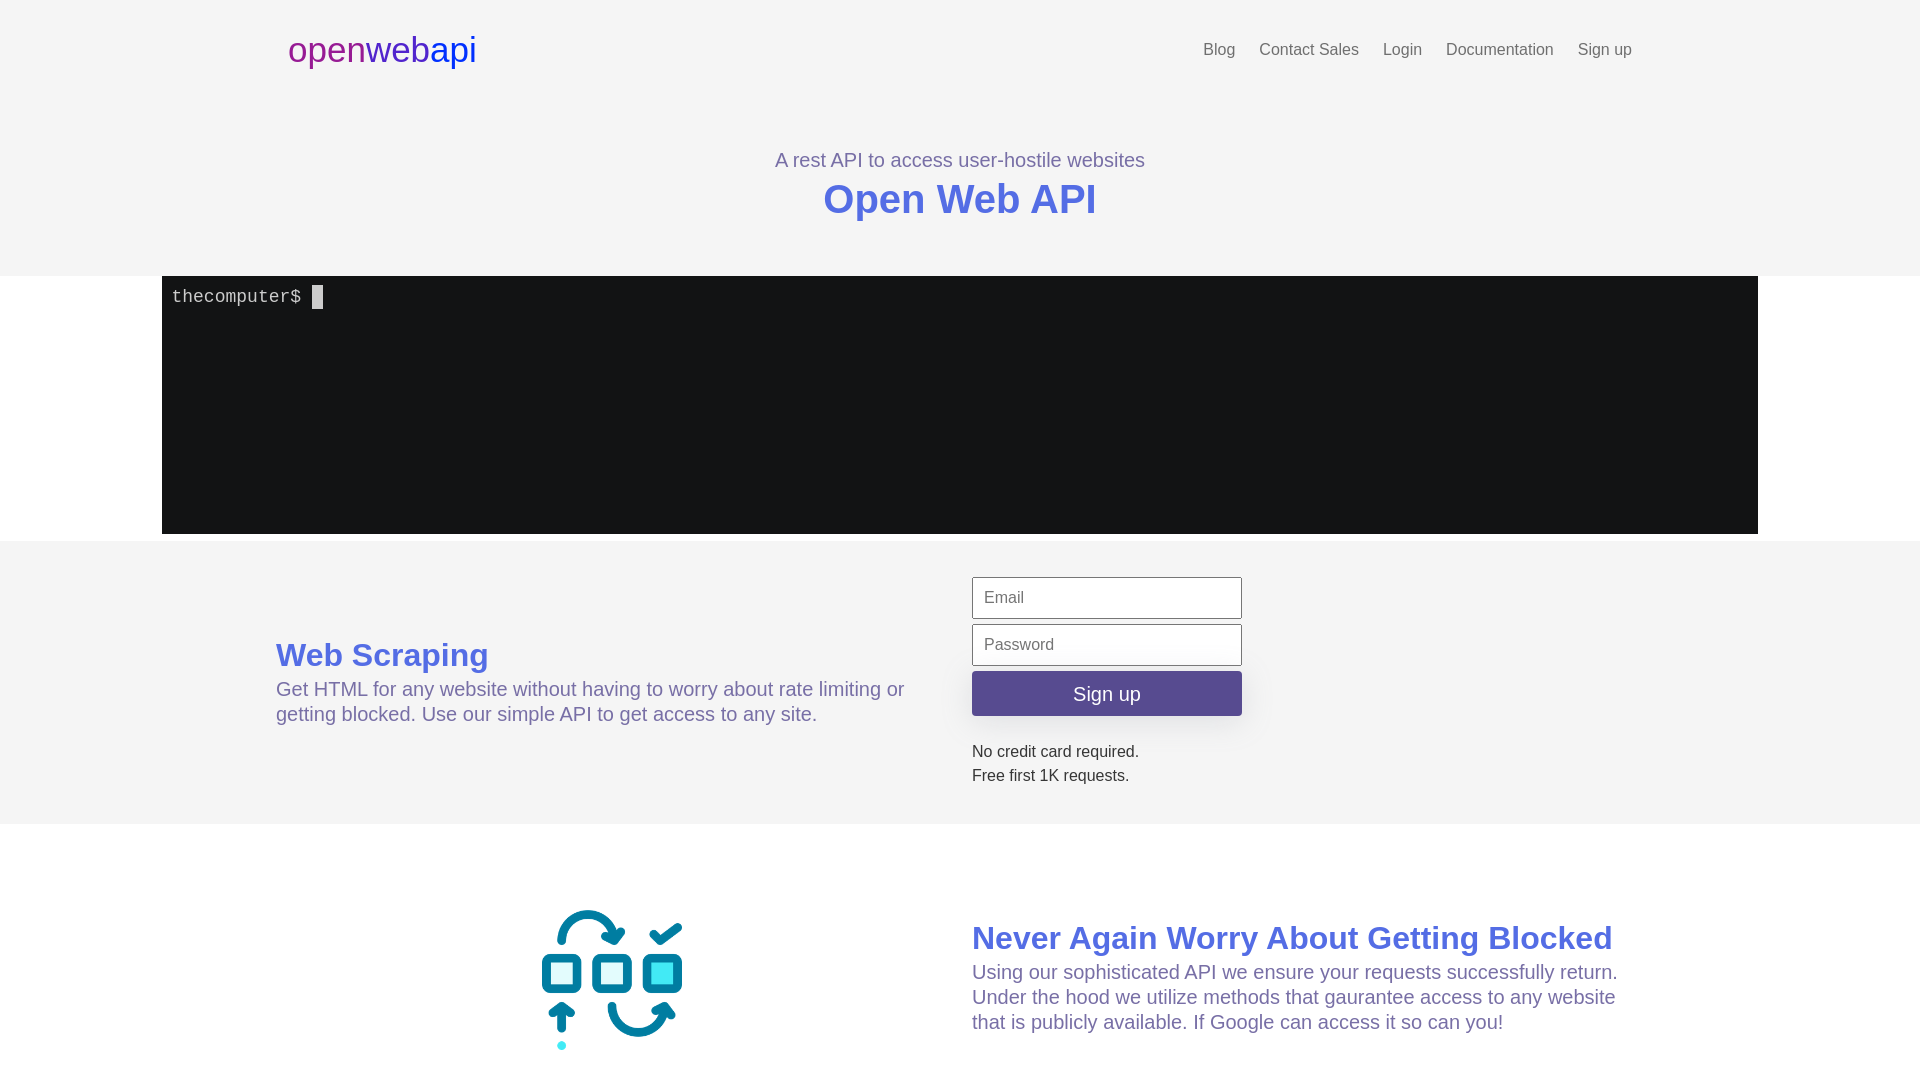 openwebapi
Blog
Contact Sales
Login
Documentation
Sign up
A rest API to access user-hostile websites
Open Web API
thecomputer$
Web Scraping
Get HTML for any website without having to worry about rate limiting or
getting blocked. Use our simple API to get access to any site.
Email
Password
Sign up
No credit card required.
Free first 1K requests.
Never Again Worry About Getting Blocked
Using our sophisticated API we ensure your requests successfully return.
Under the hood we utilize methods that gaurantee access to any website
that is publicly available. If Google can access it so can you!